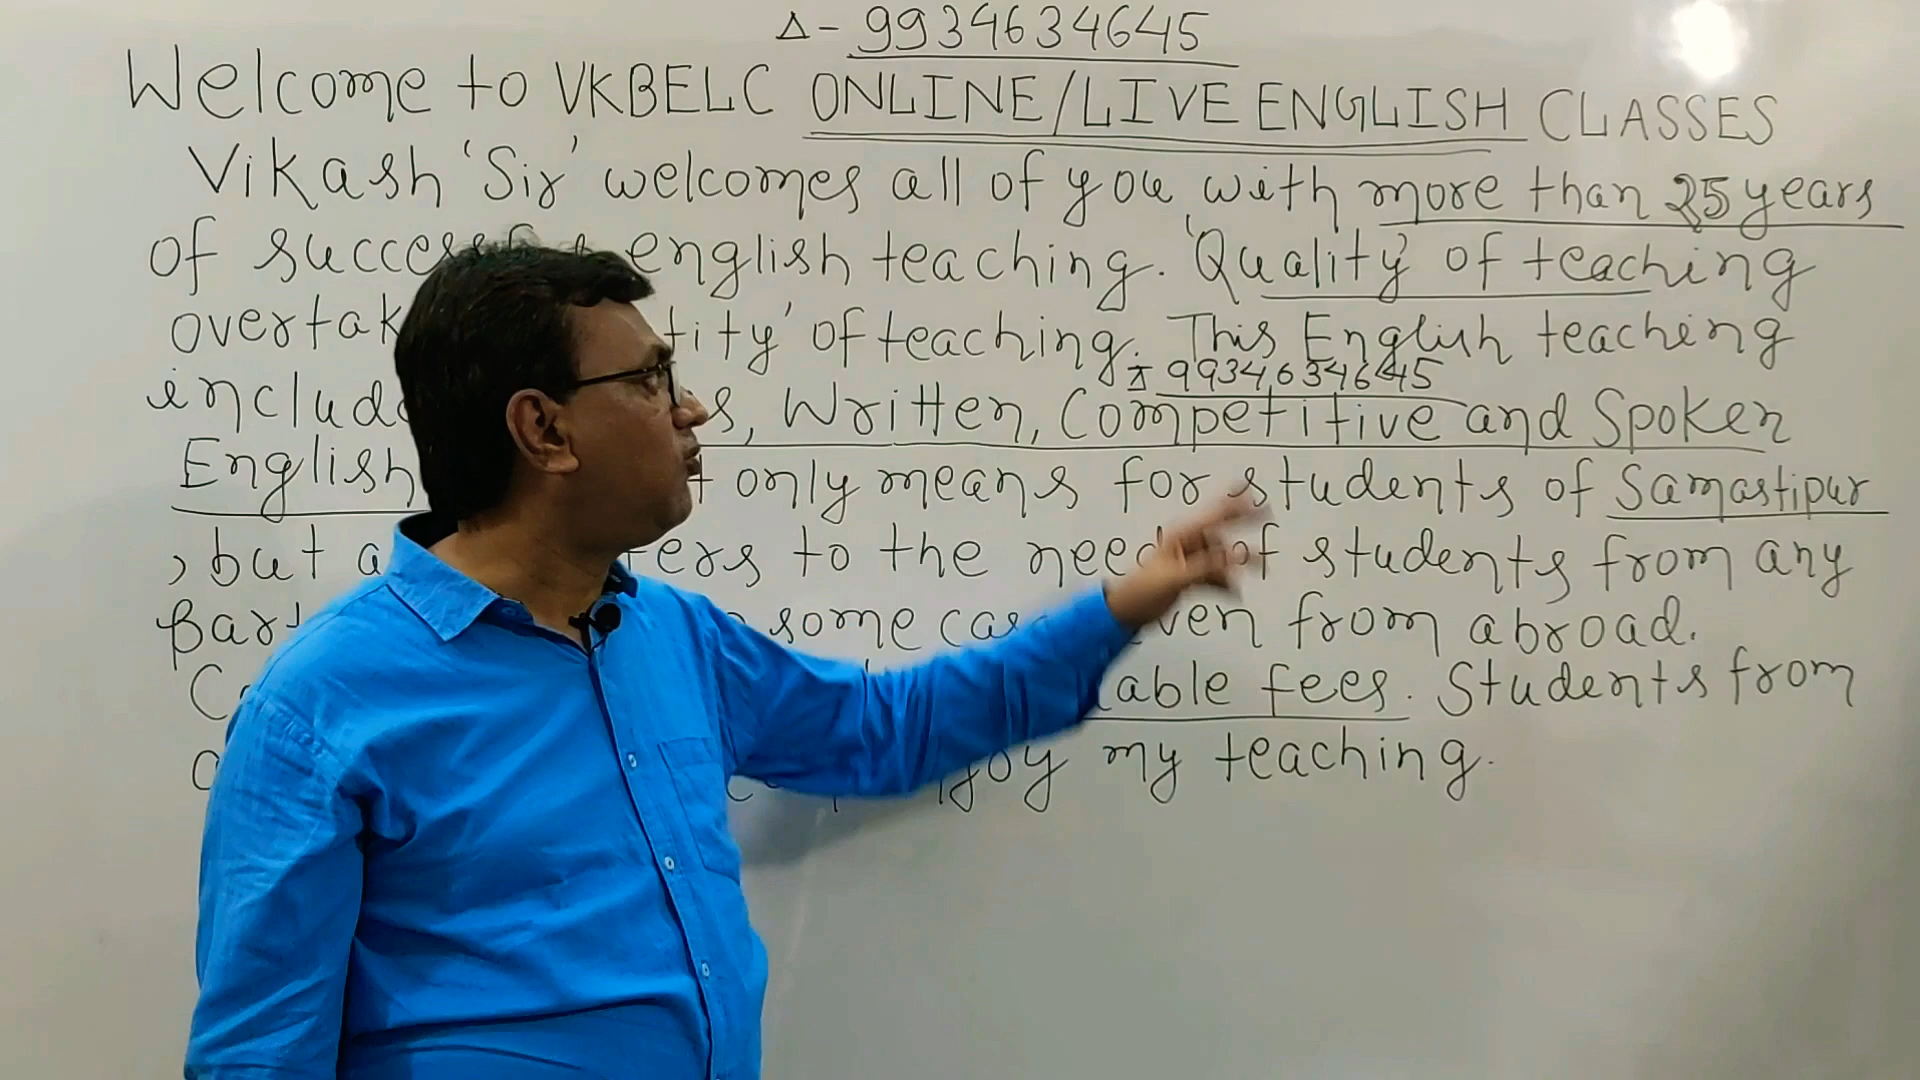 Δ- 9934634645
Welcome to VKBELC ONLINE/LIVE ENGLISH CLASSES
Vikash 'Sir' welcomes all of you with more than 25 years
of english teaching. 'Quality' of teaching
of teaching. This English teaching
9934634645
Written, Competitive and Spoken
English only means for students of Samastipur
, but to the need of students from any
some even from abroad.
able fees. Students from
my teaching.